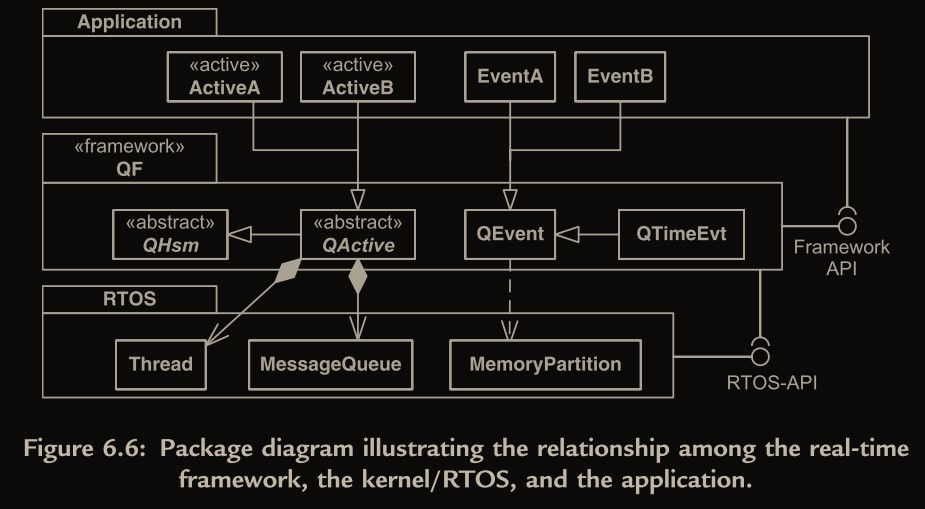 Application
«active»
ActiveA
«active»
ActiveB
EventA
EventB
«framework»
QF
«abstract»
QHsm
«abstract»
QActive
QEvent
QTimeEvt
Framework
API
RTOS
Thread
MessageQueue
MemoryPartition
RTOS-API
Figure 6.6: Package diagram illustrating the relationship among the real-time
framework, the kernel/RTOS, and the application.